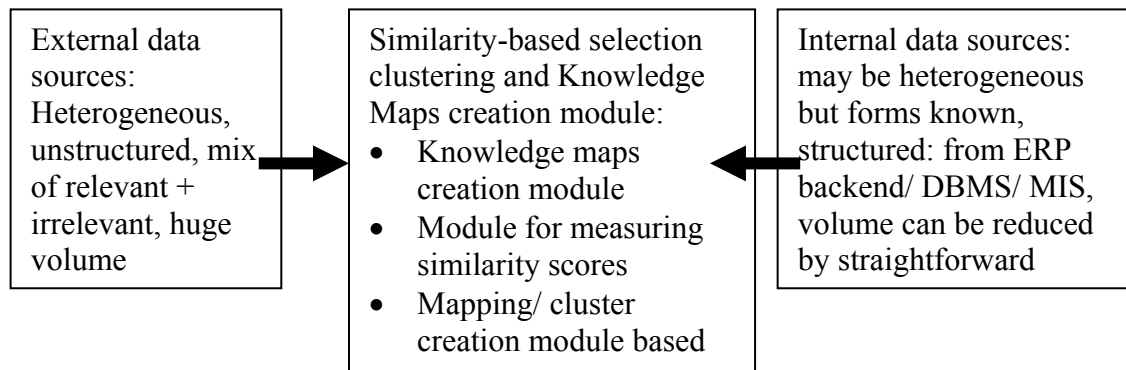 External data
sources:
Heterogeneous,
unstructured, mix
of relevant +
irrelevant, huge
volume
Similarity-based selection
clustering and Knowledge
Maps creation module:
• Knowledge maps
creation module
• Module for measuring
similarity scores
• Mapping/ cluster
creation module based
Internal data sources:
may be heterogeneous
but forms known,
structured: from ERP
backend/ DBMS/ MIS,
volume can be reduced
by straightforward